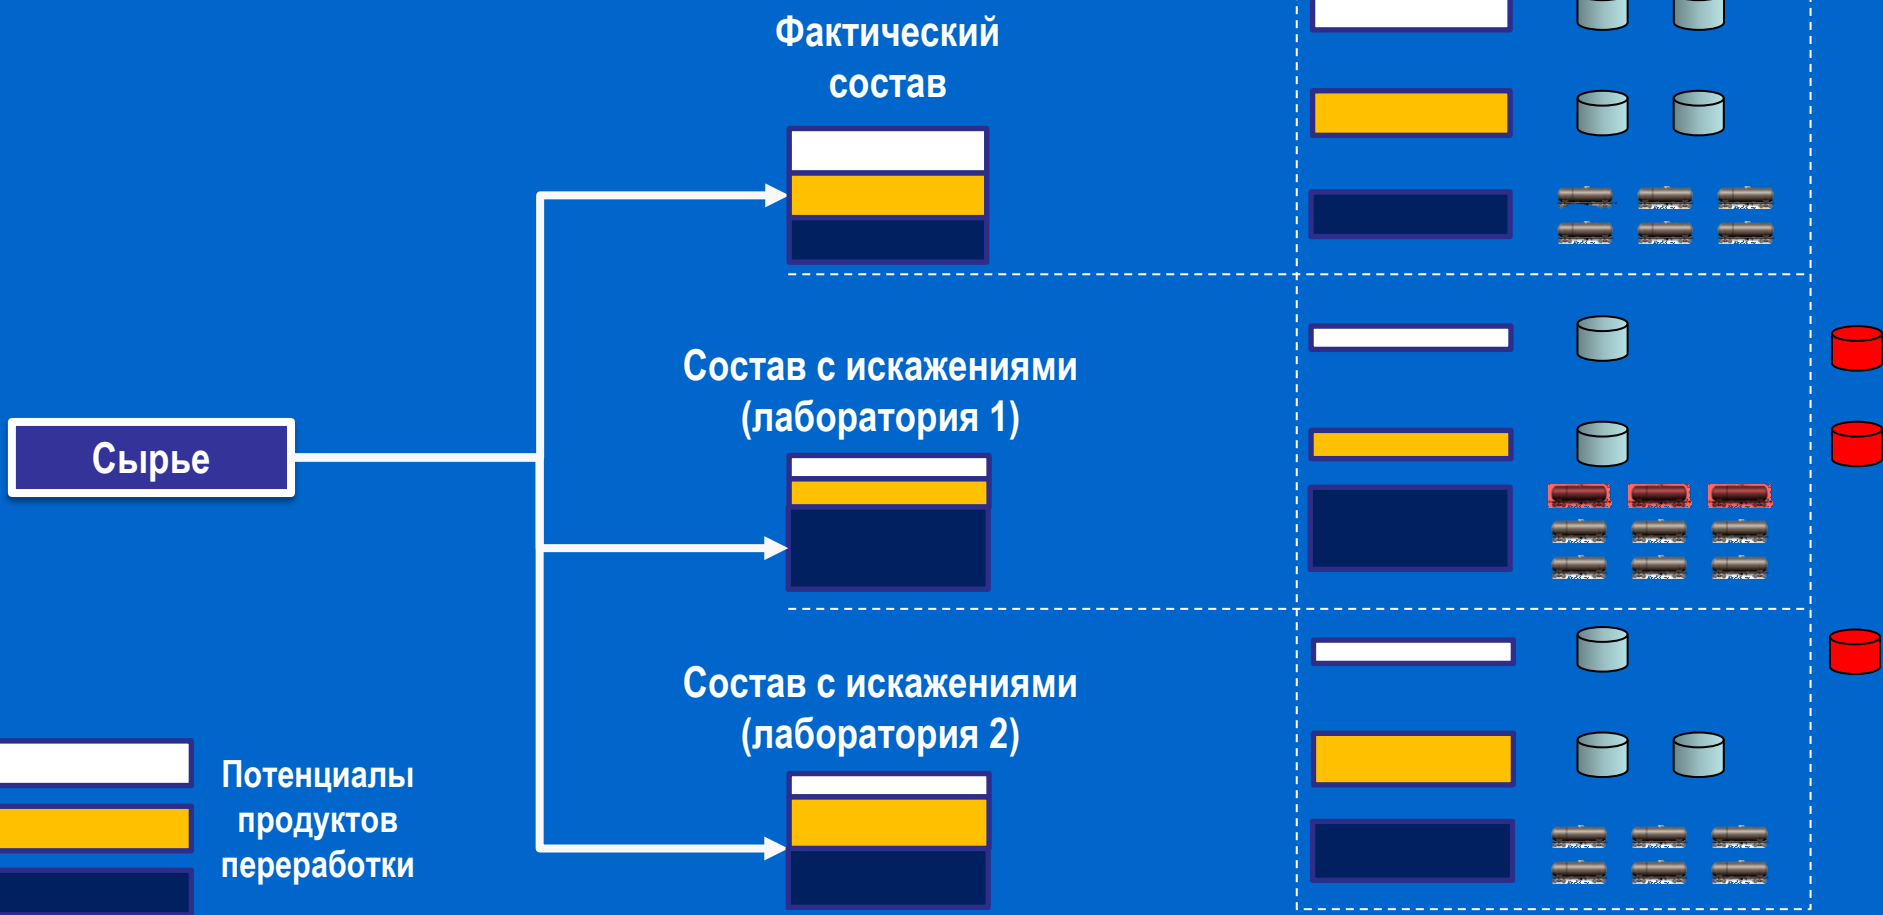 Фактический
состав
Состав с искажениями
(лаборатория 1)
Сырье
Состав с искажениями
(лаборатория 2)
Потенциалы
продуктов
переработки